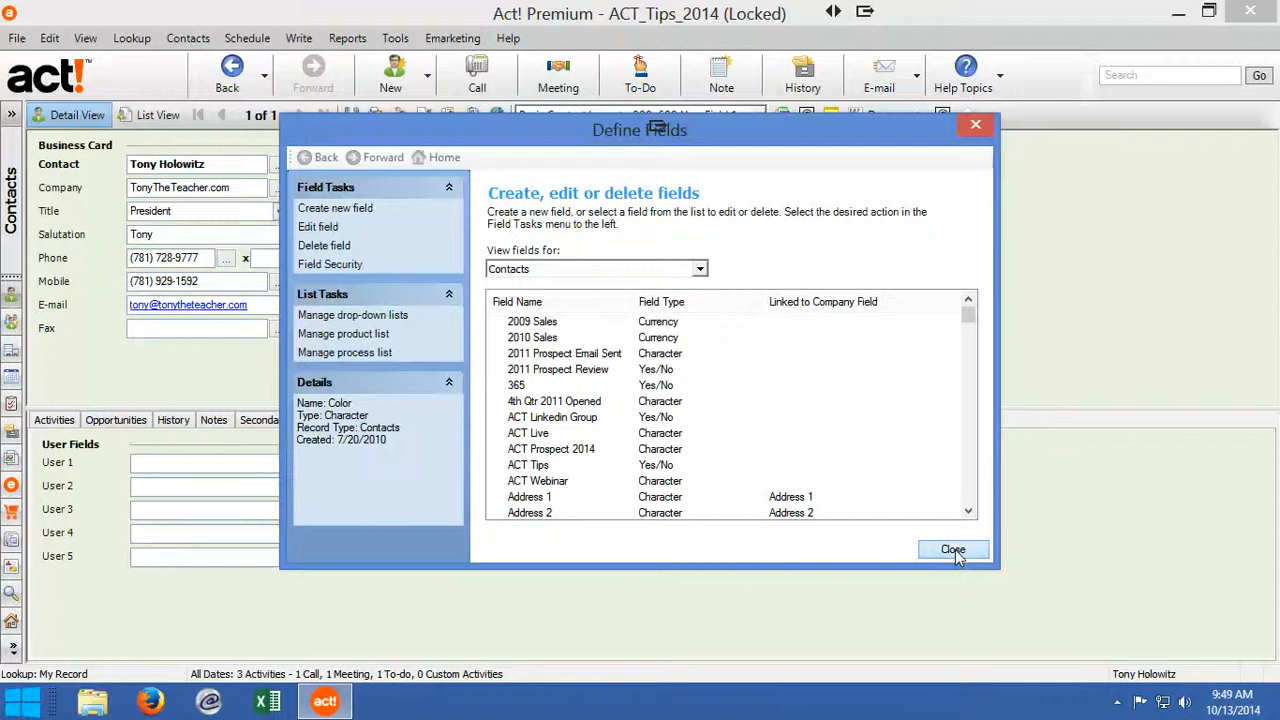 Act! Premium - ACT_Tips_2014 (Locked)
File Edit View Lookup Contacts Schedule Write Reports Tools Emarketing Help
act!
Back Forward New Call Meeting To-Do Note History E-mail Help Topics Search Go
Detail View List View 1 of 1
Contacts
Business Card
Contact Tony Holowitz
Company TonyTheTeacher.com
Title President
Salutation Tony
Phone (781) 728-9777 ... x
Mobile (781) 929-1592
E-mail tony@tonytheteacher.com
Fax
Activities Opportunities History Notes
User Fields
User 1
User 2
User 3
User 4
User 5
Define Fields
Back Forward Home
Field Tasks
Create new field
Edit field
Delete field
Field Security
List Tasks
Manage drop-down lists
Manage product list
Manage process list
Details
Name: Color
Type: Character
Record Type: Contacts
Created: 7/20/2010
Create, edit or delete fields
Create a new field, or select a field from the list to edit or delete. Select the desired action in the
Field Tasks menu to the left.
View fields for:
Contacts
Field Name Field Type Linked to Company Field
2009 Sales Currency
2010 Sales Currency
2011 Prospect Email Sent Character
2011 Prospect Review Yes/No
365 Yes/No
4th Qtr 2011 Opened Character
ACT Linkedin Group Yes/No
ACT Live Character
ACT Prospect 2014 Character
ACT Tips Yes/No
ACT Webinar Character
Address 1 Character Address 1
Address 2 Character Address 2
Close
Lookup: My Record All Dates: 3 Activities - 1 Call, 1 Meeting, 1 To-do, 0 Custom Activities Tony Holowitz
act!
9:49 AM
10/13/2014